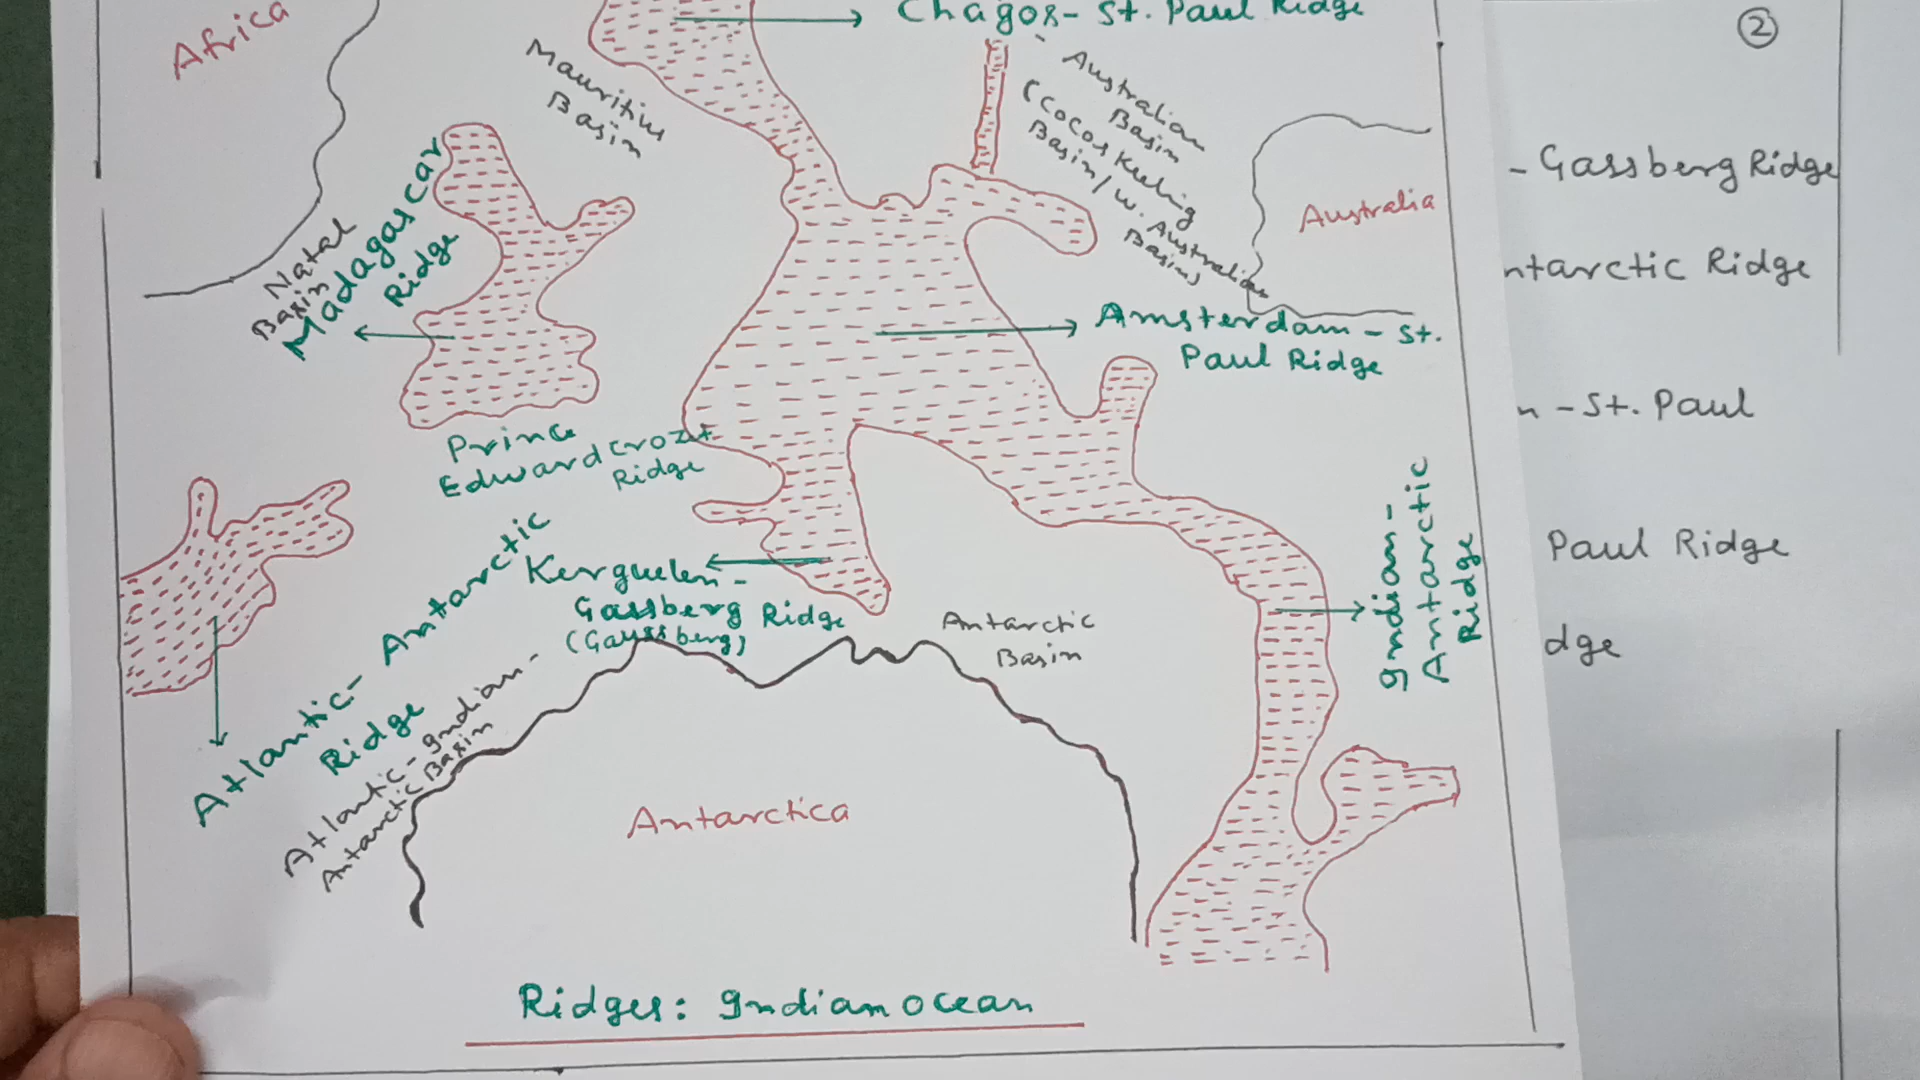 Africa
Chagos- St. Paul Ridge
2
Mauritius
Basin
Australian
Basin
(Cocos Keeling
Basin/W. Australian
Basin)
- Gassberg Ridge
Australia
Natal
Basin
Madagascar
Ridge
ntarctic Ridge
Amsterdam - St.
Paul Ridge
n - St. Paul
Prince
Edward Crozet
Ridge
Paul Ridge
Indian-
Antarctic
Ridge
Kerguelen-
Gassberg Ridge
(Gaussberg)
Antarctic
Basin
dge
Atlantic- Antarctic
Ridge
Atlantic- Indian-
Antarctic Basin
Antarctica
Ridges: Indian Ocean